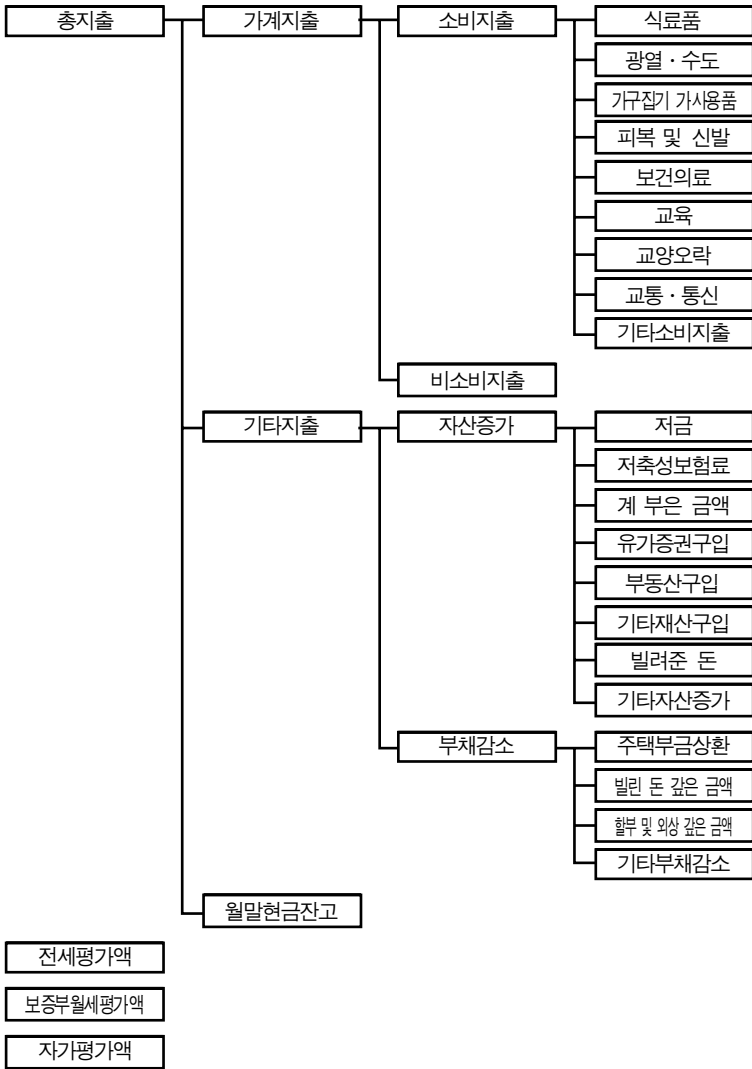 총지출 가계지출 소비지출 식료품
광열 · 수도
가구집기 가사용품
피복 및 신발
보건의료
교육
교양오락
교통 · 통신
기타소비지출
비소비지출
기타지출 자산증가 저금
저축성보험료
계 부은 금액
유가증권구입
부동산구입
기타재산구입
빌려준 돈
기타자산증가
부채감소 주택부금상환
빌린 돈 갚은 금액
할부 및 외상 갚은 금액
기타부채감소
월말현금잔고
전세평가액
보증부월세평가액
자가평가액